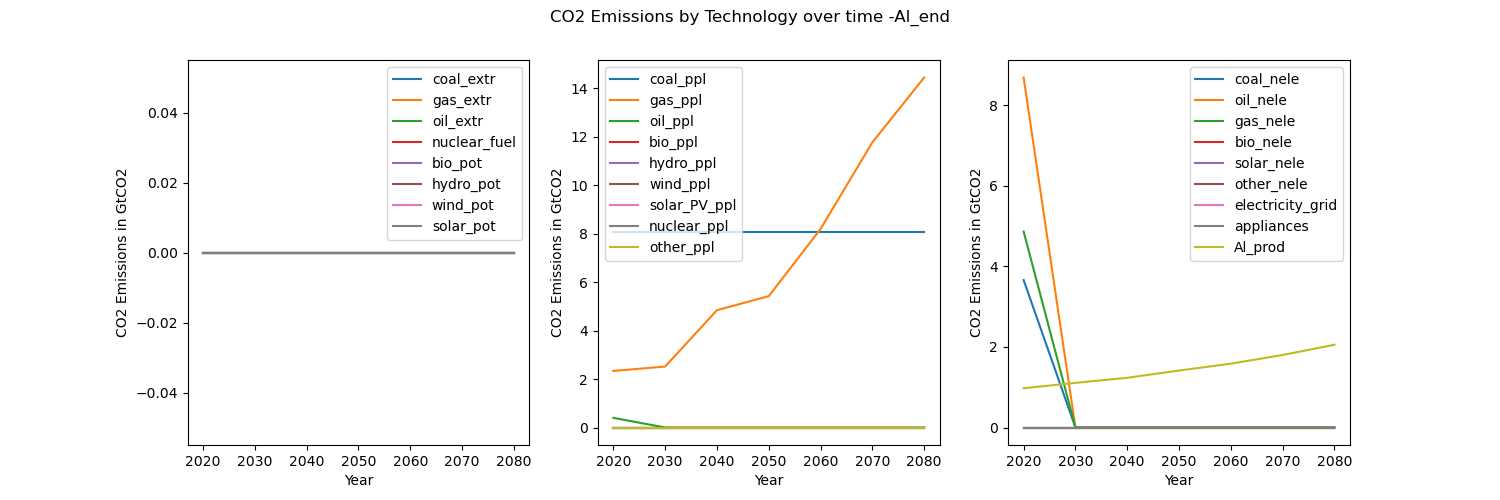 CO2 Emissions by Technology over time -Al_end
CO2 Emissions in GtCO2
0.04
0.02
0.00
−0.02
−0.04
coal_extr
gas_extr
oil_extr
nuclear_fuel
bio_pot
hydro_pot
wind_pot
solar_pot
2020 2030 2040 2050 2060 2070 2080
Year
CO2 Emissions in GtCO2
14
12
10
8
6
4
2
0
coal_ppl
gas_ppl
oil_ppl
bio_ppl
hydro_ppl
wind_ppl
solar_PV_ppl
nuclear_ppl
other_ppl
2020 2030 2040 2050 2060 2070 2080
Year
CO2 Emissions in GtCO2
8
6
4
2
0
coal_nele
oil_nele
gas_nele
bio_nele
solar_nele
other_nele
electricity_grid
appliances
Al_prod
2020 2030 2040 2050 2060 2070 2080
Year